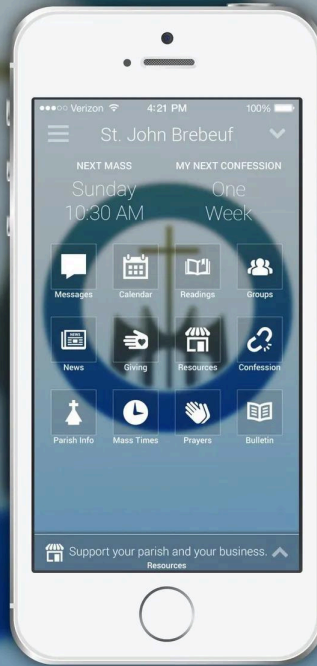 Verizon 4:21 PM 100%
St. John Brebeuf
NEXT MASS MY NEXT CONFESSION
Sunday One
10:30 AM Week
Messages Calendar Readings Groups
NEWS
News Giving Resources Confession
Parish Info Mass Times Prayers Bulletin
Support your parish and your business.
Resources